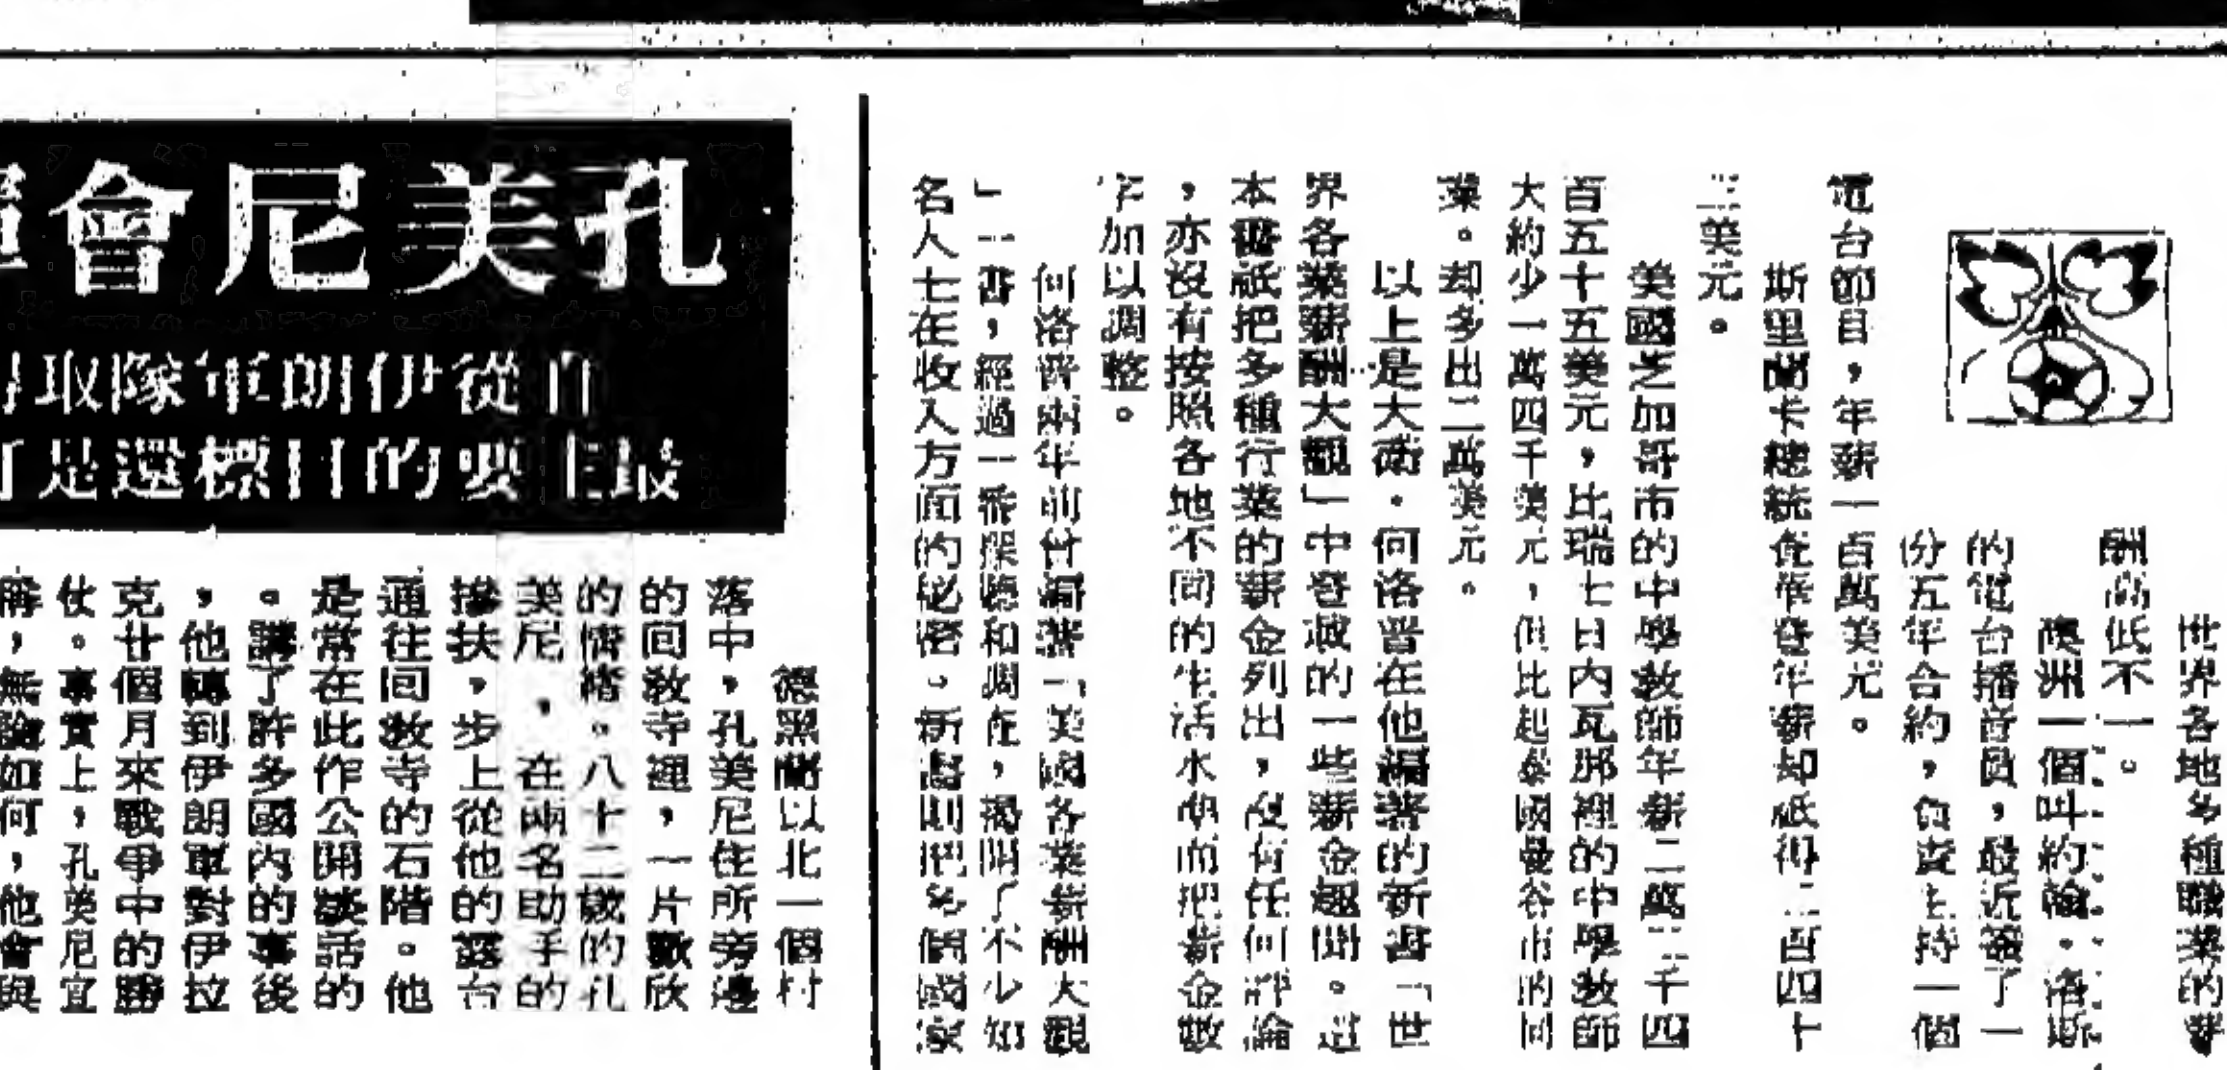 世界各地多種職業的薪
酬高低不一。
澳洲一個叫約翰・洛斯
的電台播音員,最近簽了一
份五年合約,負責主持一個
電台節目,年薪一百萬美元。
斯里蘭卡總統 年 年薪却祇得二百四十
三美元。
美國芝加哥市的中學教師年薪二萬二千四
百五十五美元,比瑞士日內瓦那裡的中學教師
大約少一萬四千美元,但比起泰國曼谷市的同
業。却多出二萬美元。
以上是大衛・何洛晉在他編著的新書「世
界各業薪酬大觀」中登載的一些薪金趣聞。這
本書祇把多種行業的薪金列出,沒有任何評論
,亦沒有按照各地不同的生活水準而把薪金數
字加以調整。
何洛晉兩年前曾編著「美國各業薪酬大觀
」一書,經過一番探聽和調查,揭開了不少知
名人士在收入方面的秘密。新書則把多個國家
孔美尼會
自從伊朗軍隊取得
最主要的目標還是
德黑蘭以北一個村
落中,孔美尼住所旁邊
的回教寺裡,一片歡欣
的情緒。八十二歲的孔
美尼,在兩名助手的
摻扶,步上從他的露台
通往回教寺的石階。他
是常在此作公開談話的
。講了許多國內的事後
,他轉到伊朗軍對伊拉
克廿個月來戰爭中的勝
仗。事實上,孔美尼宣
稱,無論如何,他會與